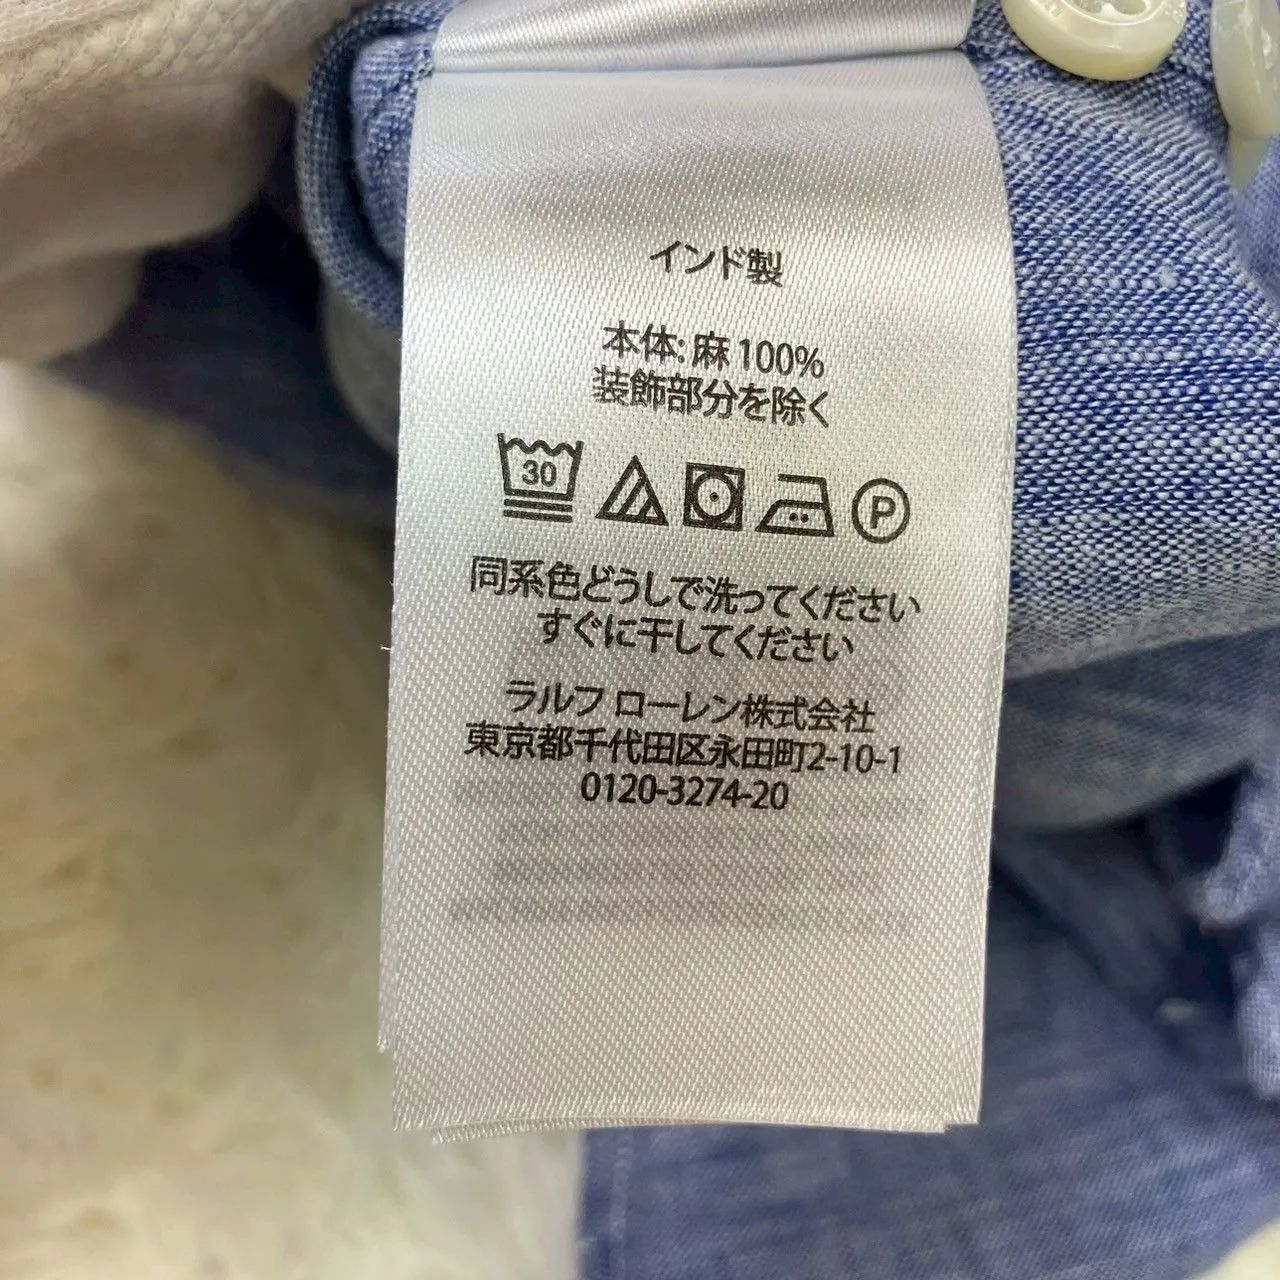 インド製
本体: 麻 100%
装飾部分を除く
30
P
同系色どうしで洗ってください
すぐに干してください
ラルフ ローレン株式会社
東京都千代田区永田町2-10-1
0120-3274-20